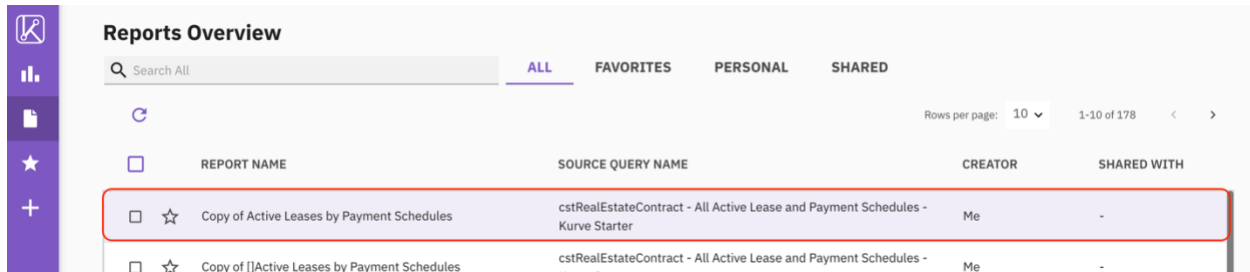 Reports Overview
Search All
ALL FAVORITES PERSONAL SHARED
Rows per page: 10 1-10 of 178
REPORT NAME SOURCE QUERY NAME CREATOR SHARED WITH
Copy of Active Leases by Payment Schedules cstRealEstateContract - All Active Lease and Payment Schedules - Me -
Kurve Starter
Copy of []Active Leases by Payment Schedules cstRealEstateContract - All Active Lease and Payment Schedules - Me